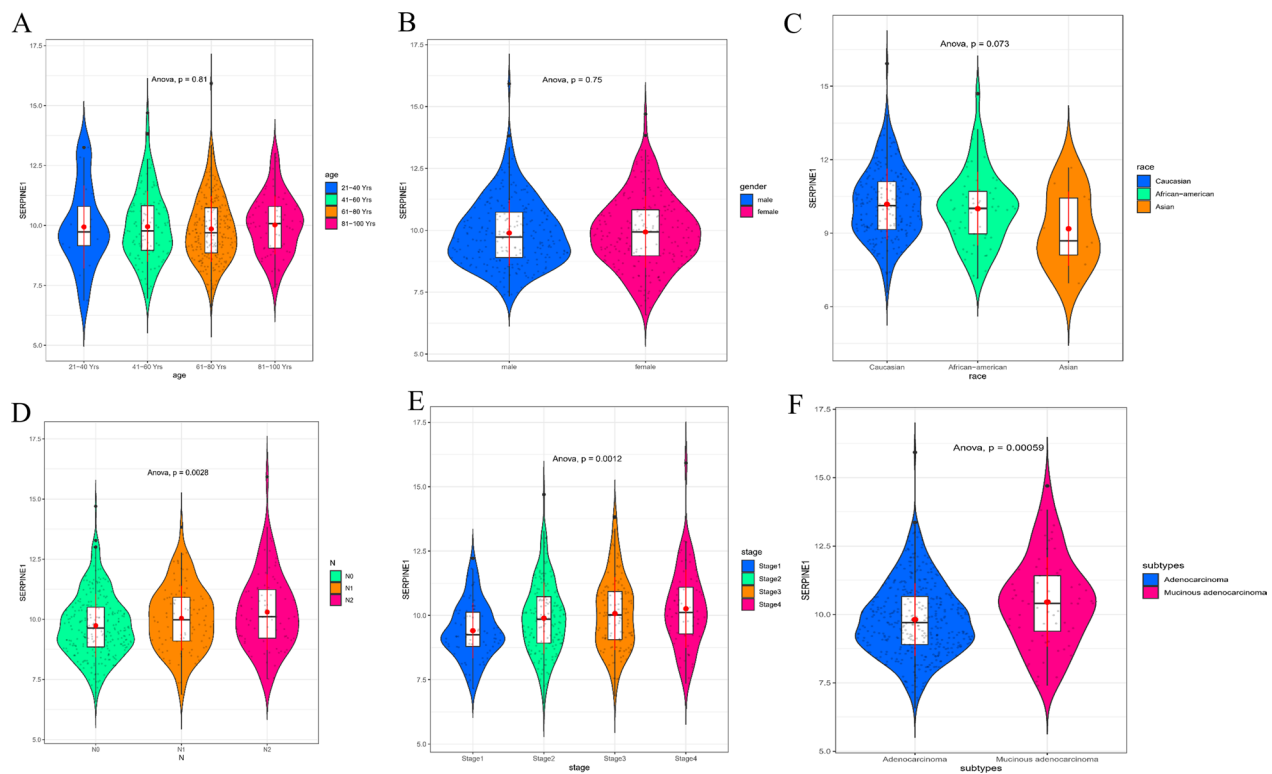 A
17.5
15.0
12.5
10.0
7.5
5.0
SERPINE1
Anova, p = 0.81
21−40 Yrs
41−60 Yrs
61−80 Yrs
81−100 Yrs
age
age
21−40 Yrs
41−60 Yrs
61−80 Yrs
81−100 Yrs
B
17.5
15.0
12.5
10.0
7.5
5.0
SERPINE1
Anova, p = 0.75
male
female
gender
gender
male
female
C
15
12
9
6
SERPINE1
Anova, p = 0.073
Caucasian
African−american
Asian
race
race
Caucasian
African−american
Asian
D
17.5
15.0
12.5
10.0
7.5
5.0
SERPINE1
Anova, p = 0.0028
N0
N1
N2
N
N
N0
N1
N2
E
17.5
15.0
12.5
10.0
7.5
5.0
SERPINE1
Anova, p = 0.0012
Stage1
Stage2
Stage3
Stage4
stage
stage
Stage1
Stage2
Stage3
Stage4
F
17.5
15.0
12.5
10.0
7.5
5.0
SERPINE1
Anova, p = 0.00059
Adenocarcinoma
Mucinous adenocarcinoma
subtypes
subtypes
Adenocarcinoma
Mucinous adenocarcinoma